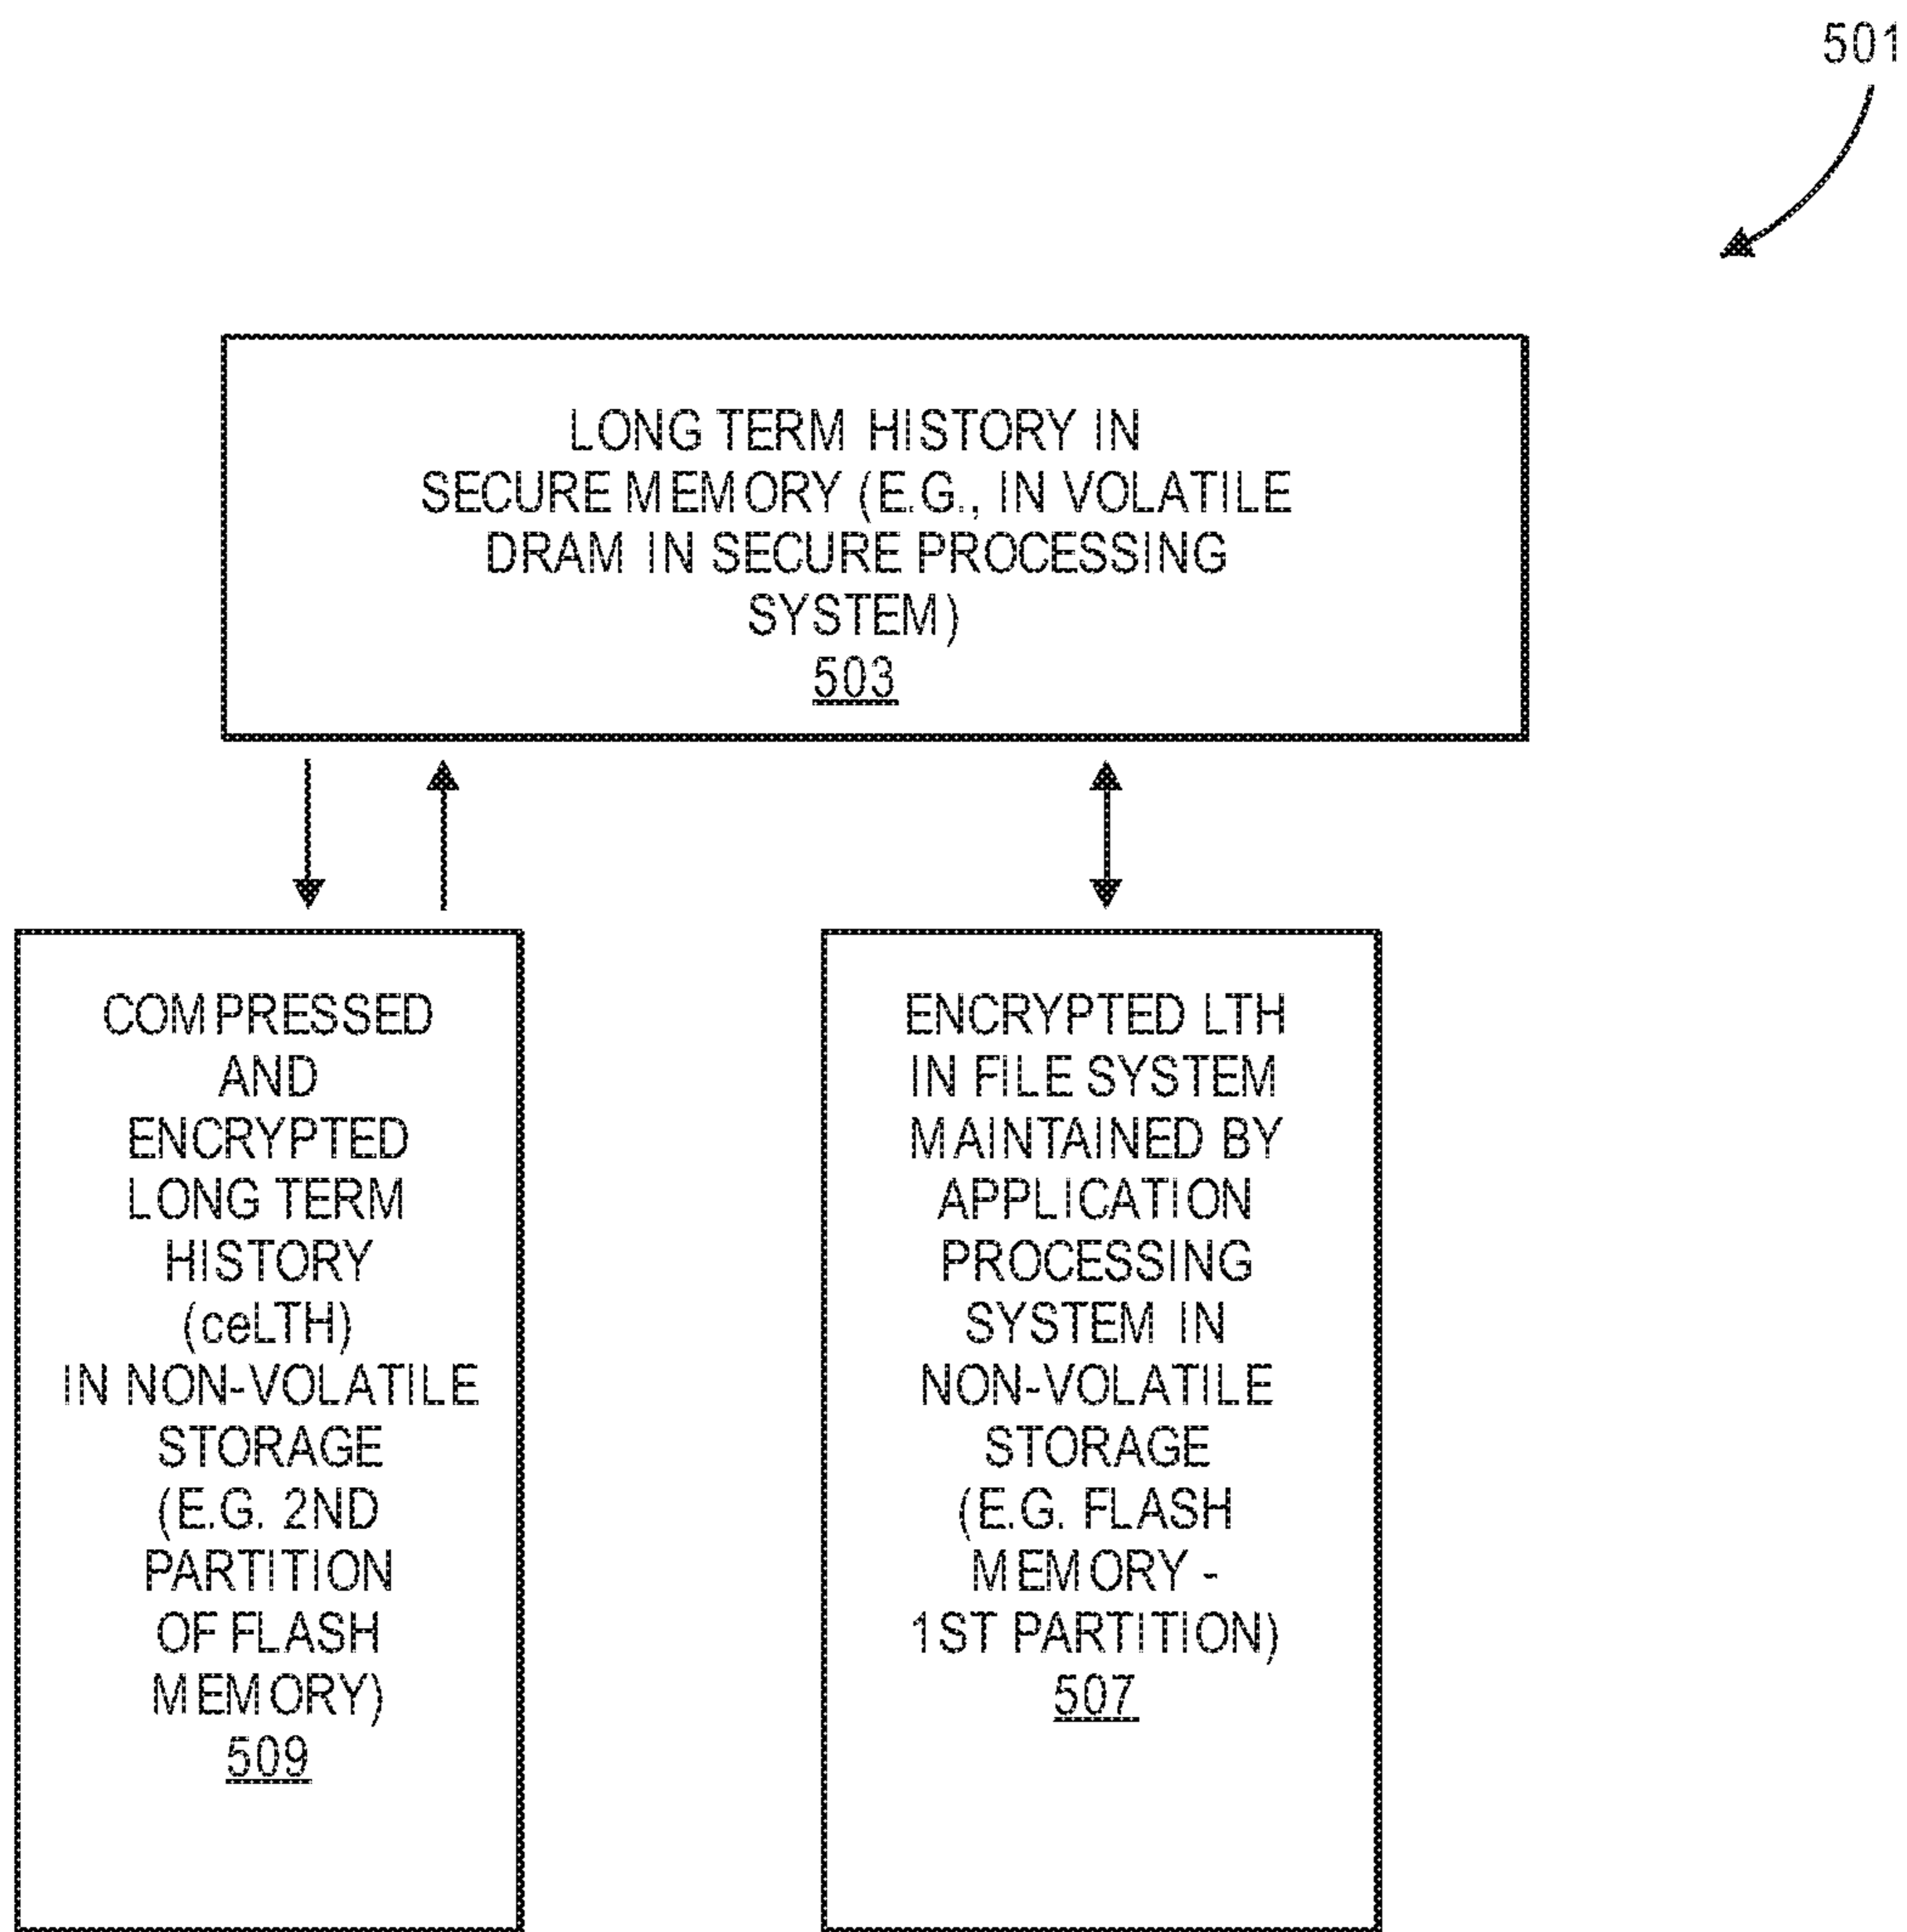 501
LONG TERM HISTORY IN
SECURE MEMORY (E.G., IN VOLATILE
DRAM IN SECURE PROCESSING
SYSTEM)
503
COMPRESSED
AND
ENCRYPTED
LONG TERM
HISTORY
(ceLTH)
IN NON-VOLATILE
STORAGE
(E.G. 2ND
PARTITION
OF FLASH
MEMORY)
509
ENCRYPTED LTH
IN FILE SYSTEM
MAINTAINED BY
APPLICATION
PROCESSING
SYSTEM IN
NON-VOLATILE
STORAGE
(E.G. FLASH
MEMORY -
1ST PARTITION)
507